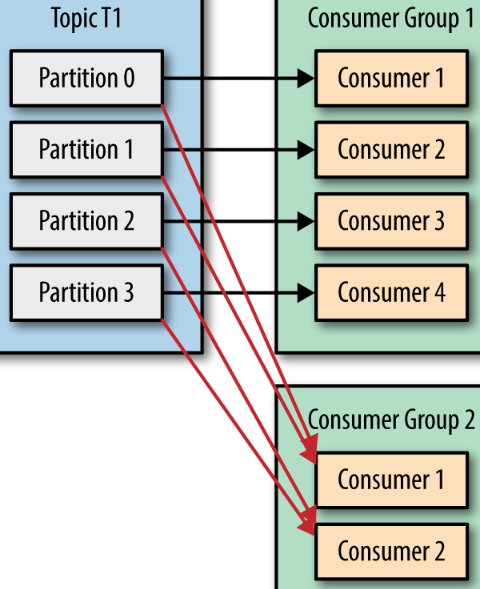 Topic T1
Partition 0
Partition 1
Partition 2
Partition 3
Consumer Group 1
Consumer 1
Consumer 2
Consumer 3
Consumer 4
Consumer Group 2
Consumer 1
Consumer 2